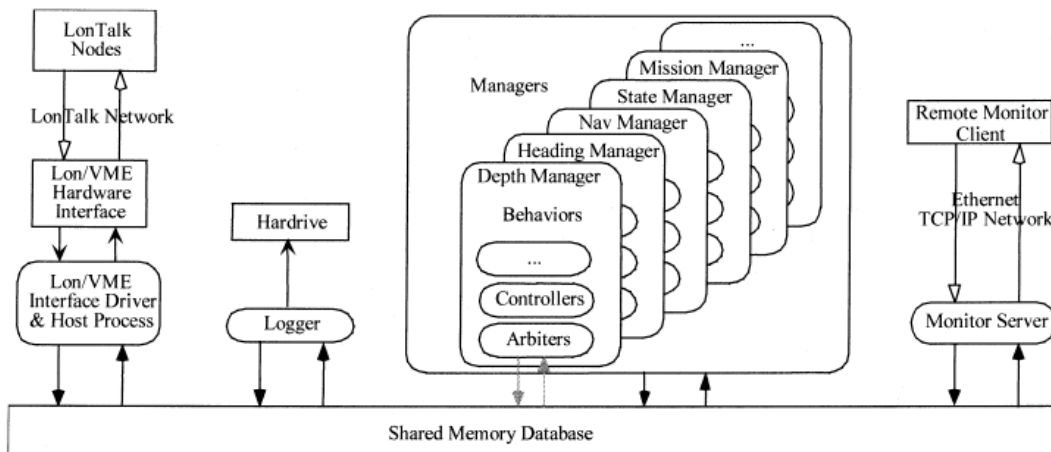 LonTalk
Nodes
LonTalk Network
Lon/VME
Hardware
Interface
Lon/VME
Interface Driver
& Host Process
Hardrive
Logger
Managers
...
Mission Manager
State Manager
Nav Manager
Heading Manager
Depth Manager
Behaviors
...
Controllers
Arbiters
Remote Monitor
Client
Ethernet
TCP/IP Network
Monitor Server
Shared Memory Database